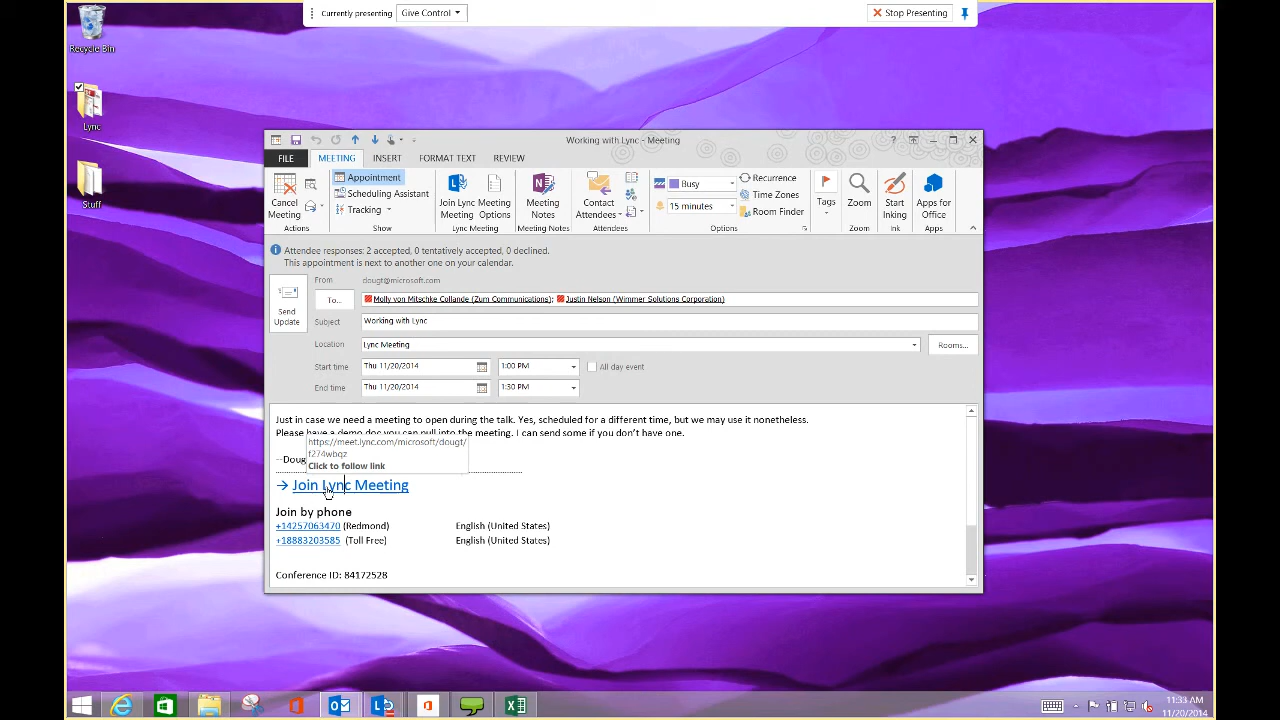 Currently presenting Give Control Stop Presenting
Recycle Bin
Lync
Stuff
Working with Lync - Meeting
?
FILE MEETING INSERT FORMAT TEXT REVIEW
Cancel Meeting
Actions
Appointment
Scheduling Assistant
Tracking
Show
Join Lync Meeting
Meeting Options
Lync Meeting
Meeting Notes
Meeting Notes
Contact Attendees
Attendees
Busy
15 minutes
Recurrence
Time Zones
Room Finder
Options
Tags
Zoom
Zoom
Start Inking
Ink
Apps for Office
Apps
Attendee responses: 2 accepted, 0 tentatively accepted, 0 declined.
This appointment is next to another one on your calendar.
Send Update
From dougt@microsoft.com
To... Molly von Mitschke Collande (Zum Communications); Justin Nelson (Wimmer Solutions Corporation)
Subject Working with Lync
Location Lync Meeting Rooms...
Start time Thu 11/20/2014 1:00 PM All day event
End time Thu 11/20/2014 1:30 PM
Just in case we need a meeting to open during the talk. Yes, scheduled for a different time, but we may use it nonetheless.
Please have a demo doc you can pull into the meeting. I can send some if you don't have one.
https://meet.lync.com/microsoft/dougt/
f274wbqz
Click to follow link
--Doug
→ Join Lync Meeting
Join by phone
+14257063470 (Redmond) English (United States)
+18883203585 (Toll Free) English (United States)
Conference ID: 84172528
11:33 AM
11/20/2014